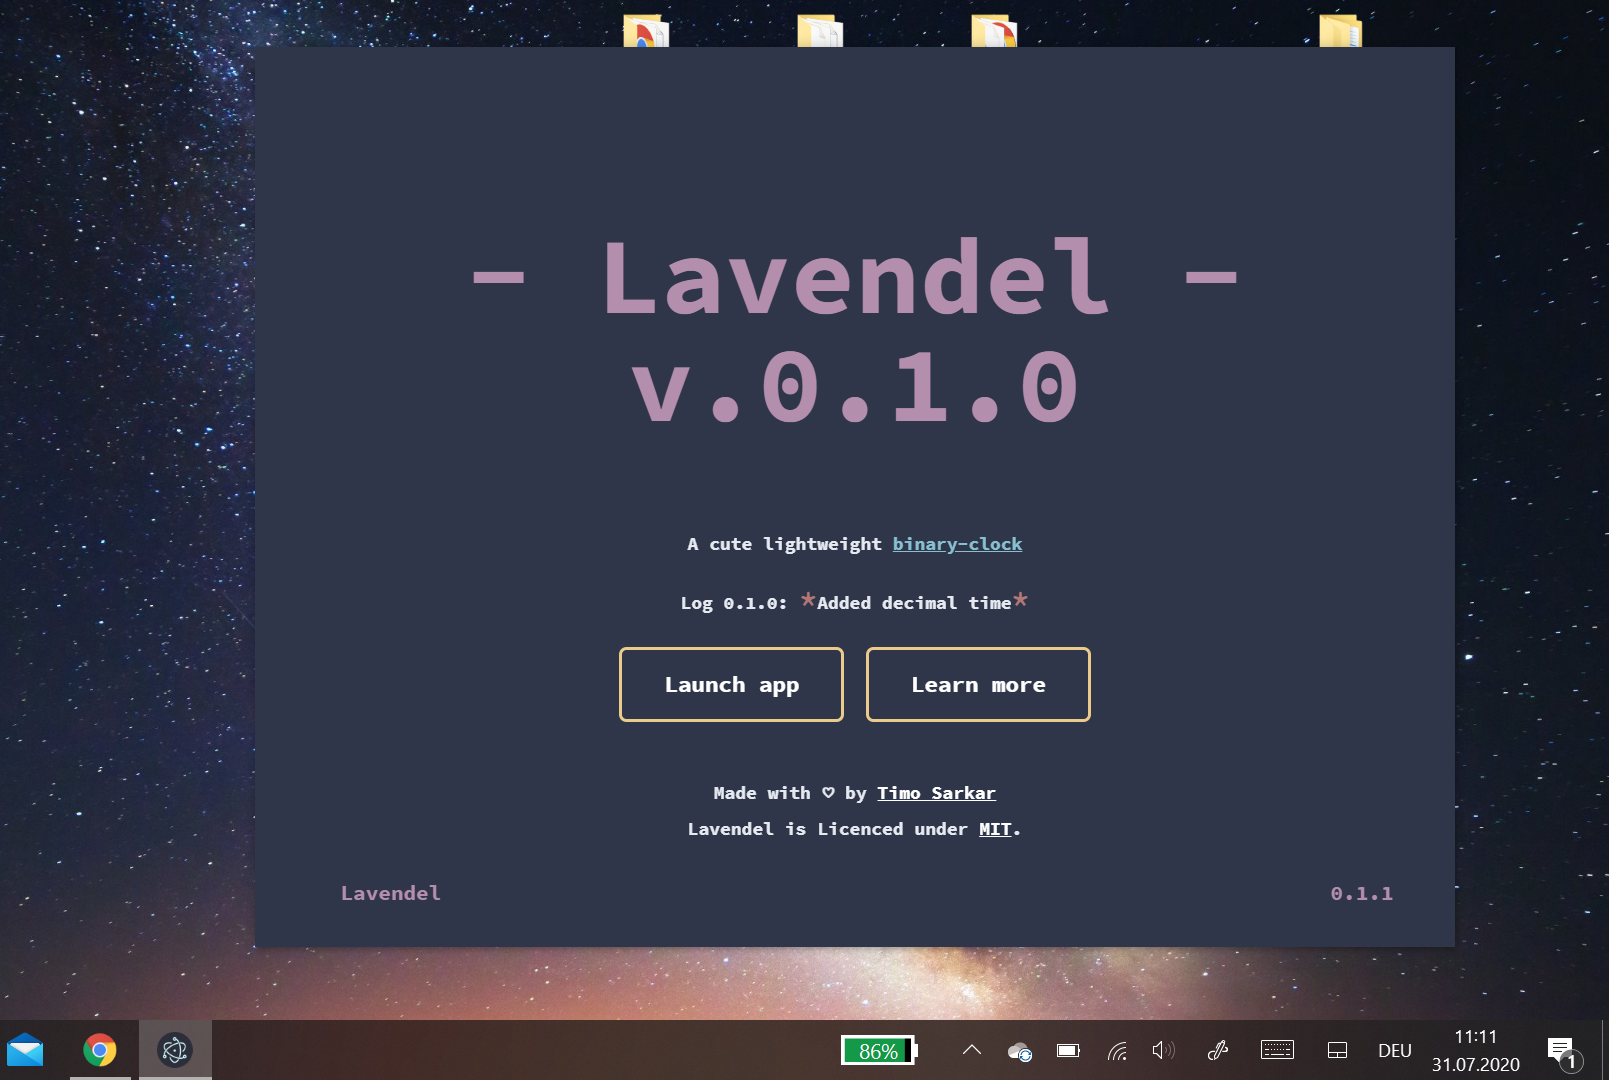 - Lavendel -
v.0.1.0
A cute lightweight binary-clock
Log 0.1.0: *Added decimal time*
Launch app Learn more
Made with ♡ by Timo Sarkar
Lavendel is Licenced under MIT.
Lavendel 0.1.1
86% DEU 11:11
31.07.2020 1